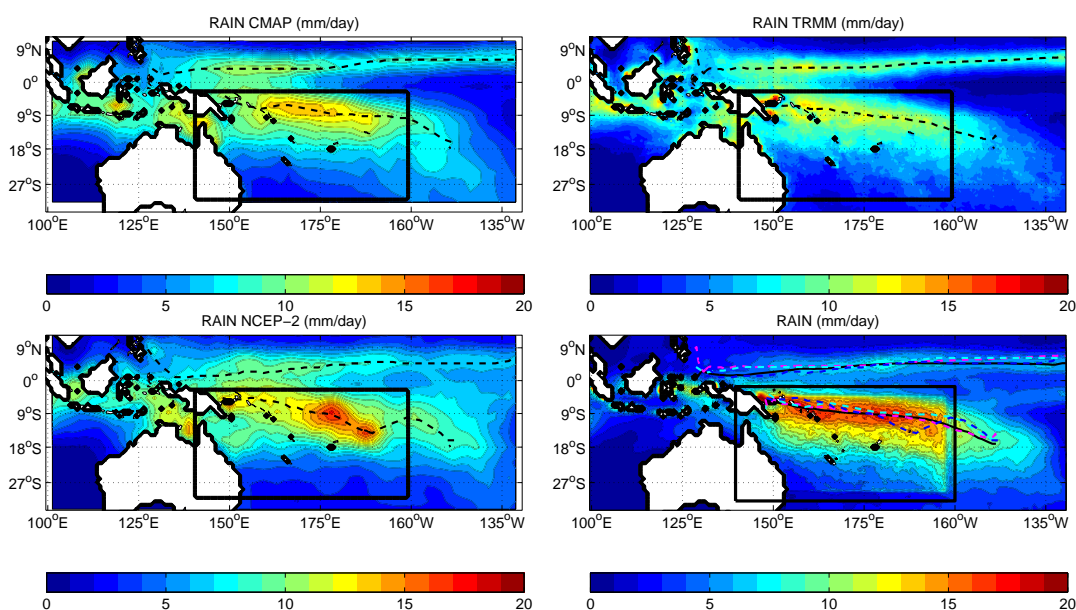 RAIN CMAP (mm/day)
9°N
0°
9°S
18°S
27°S
100°E 125°E 150°E 175°E 160°W 135°W
0 5 10 15 20
RAIN TRMM (mm/day)
9°N
0°
9°S
18°S
27°S
100°E 125°E 150°E 175°E 160°W 135°W
0 5 10 15 20
RAIN NCEP−2 (mm/day)
9°N
0°
9°S
18°S
27°S
100°E 125°E 150°E 175°E 160°W 135°W
0 5 10 15 20
RAIN (mm/day)
9°N
0°
9°S
18°S
27°S
100°E 125°E 150°E 175°E 160°W 135°W
0 5 10 15 20